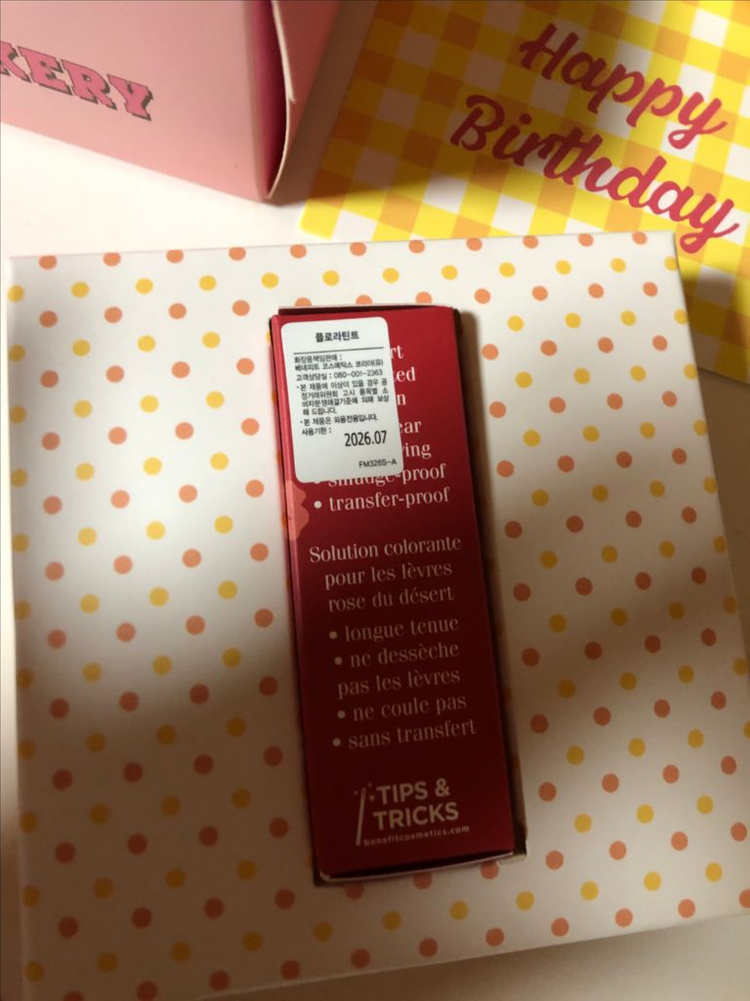 KERY
Happy
Birthday
플로라틴트
화장품책임판매 :
베네피트 코스메틱스 코리아(유)
고객상담실 : 080-001-2363
• 본 제품에 이상이 있을 경우 공
정거래위원회 고시 품목별 소
비자분쟁해결기준에 의해 보상
해 드립니다.
• 본 제품은 외용전용입니다.
사용기한 :
2026.07
FM326S-A
rt
ted
n
ear
ring
• smudge-proof
• transfer-proof
Solution colorante
pour les lèvres
rose du désert
• longue tenue
• ne dessèche
pas les lèvres
• ne coule pas
• sans transfert
TIPS &
TRICKS
benefitcosmetics.com